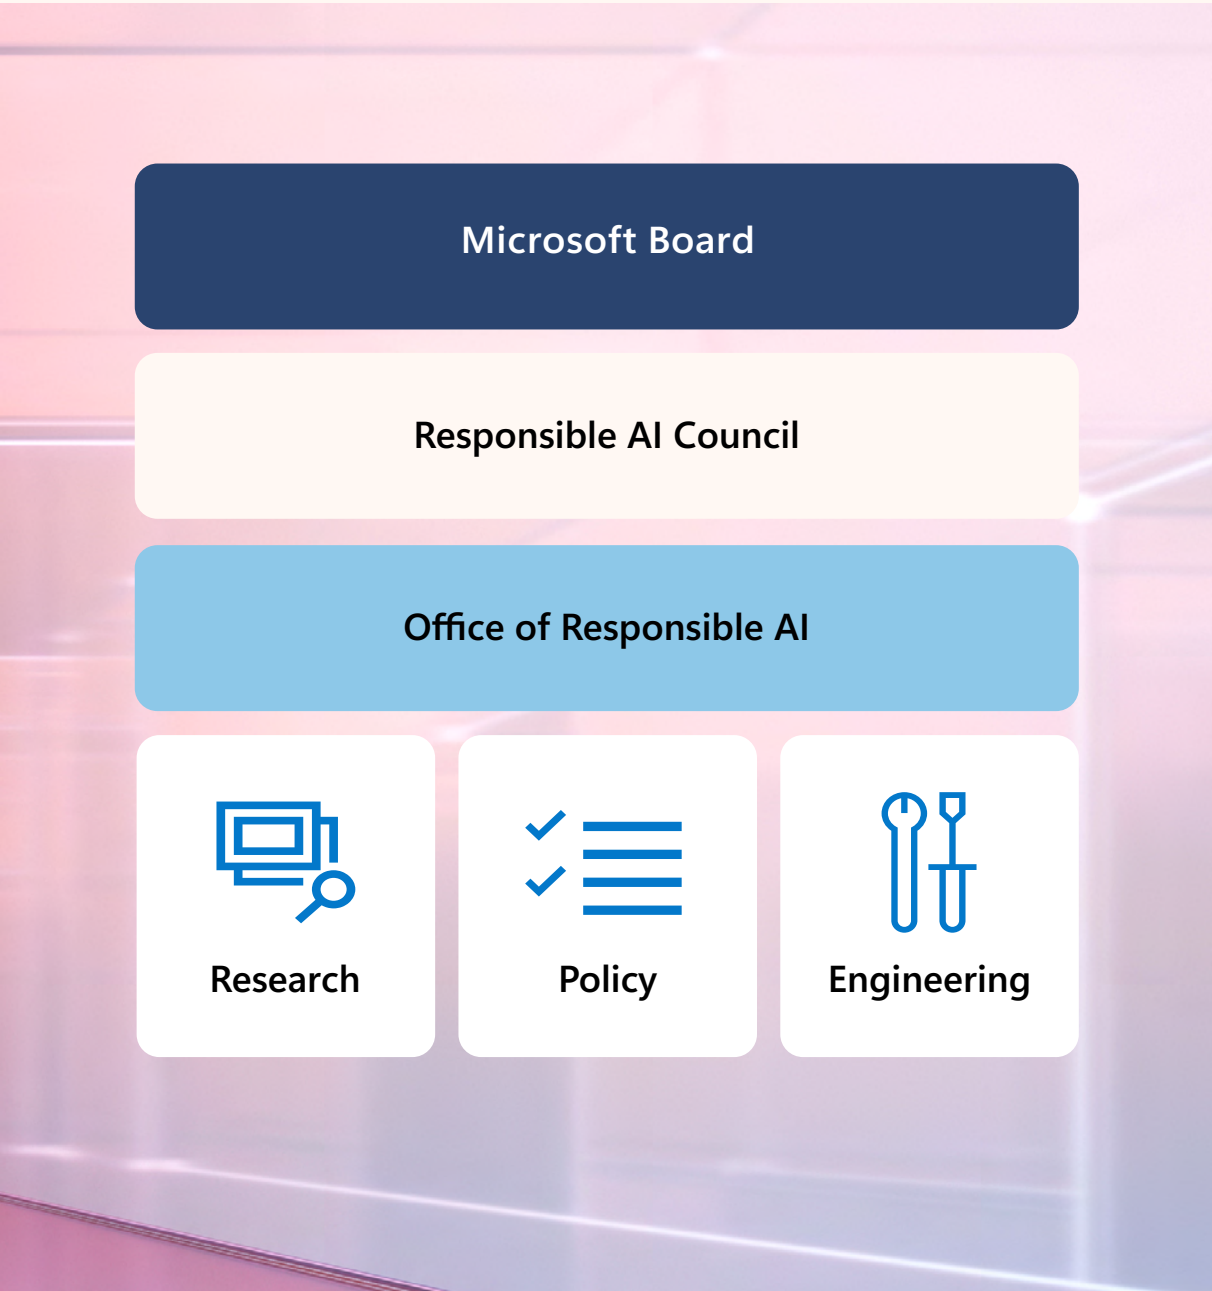 Microsoft Board
Responsible AI Council
Office of Responsible AI
Research
Policy
Engineering